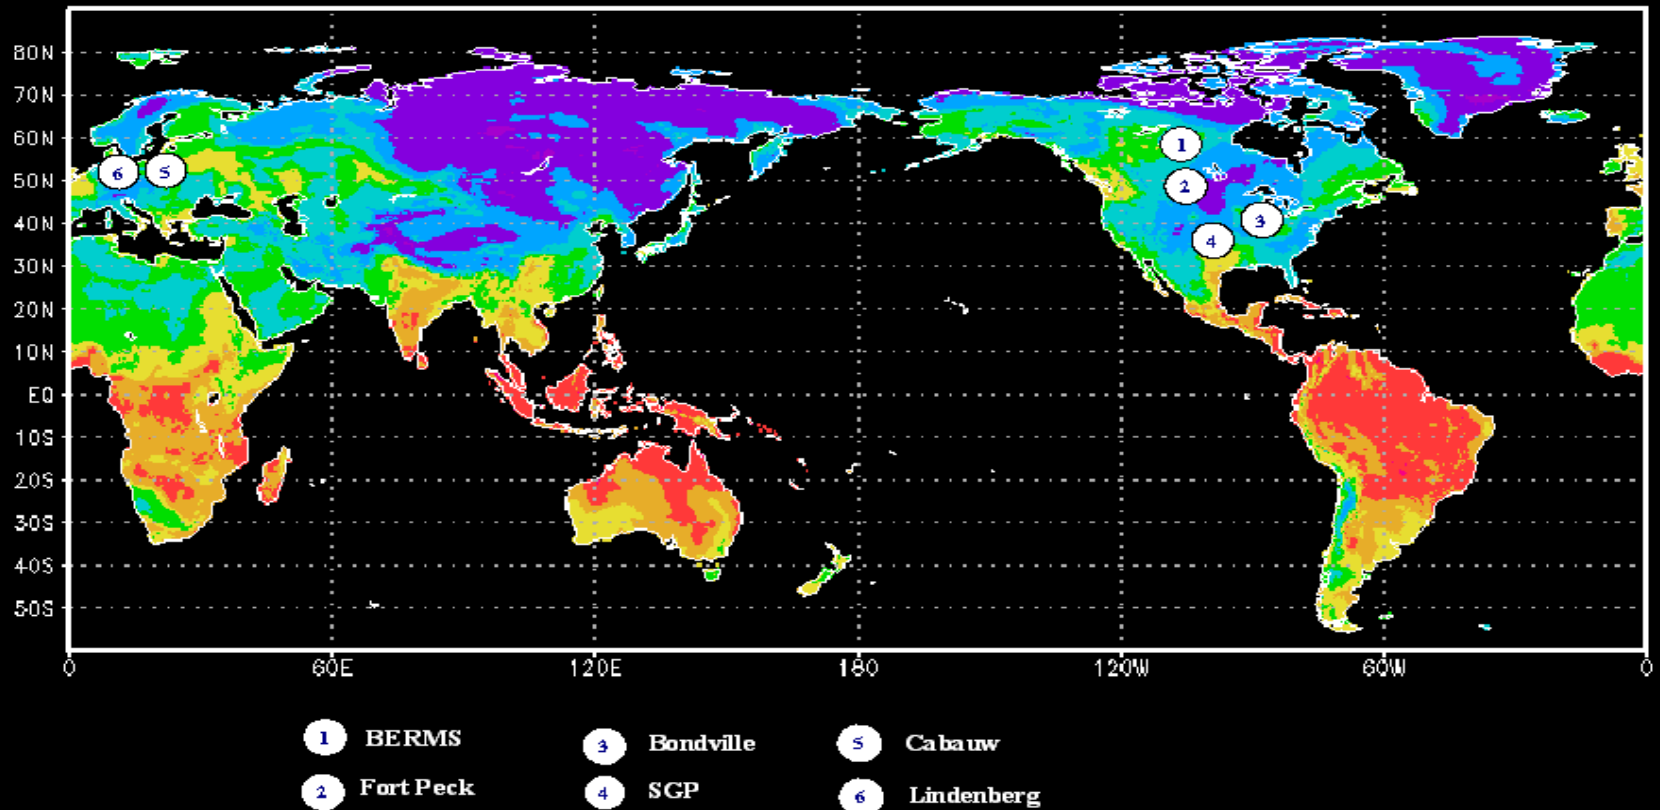 80N
70N
60N
50N
40N
30N
20N
10N
EQ
10S
20S
30S
40S
50S
1
2
3
4
5
6
0 60E 120E 180 120W 60W 0
1 BERMS 3 Bondville 5 Cabauw
2 Fort Peck 4 SGP 6 Lindenberg